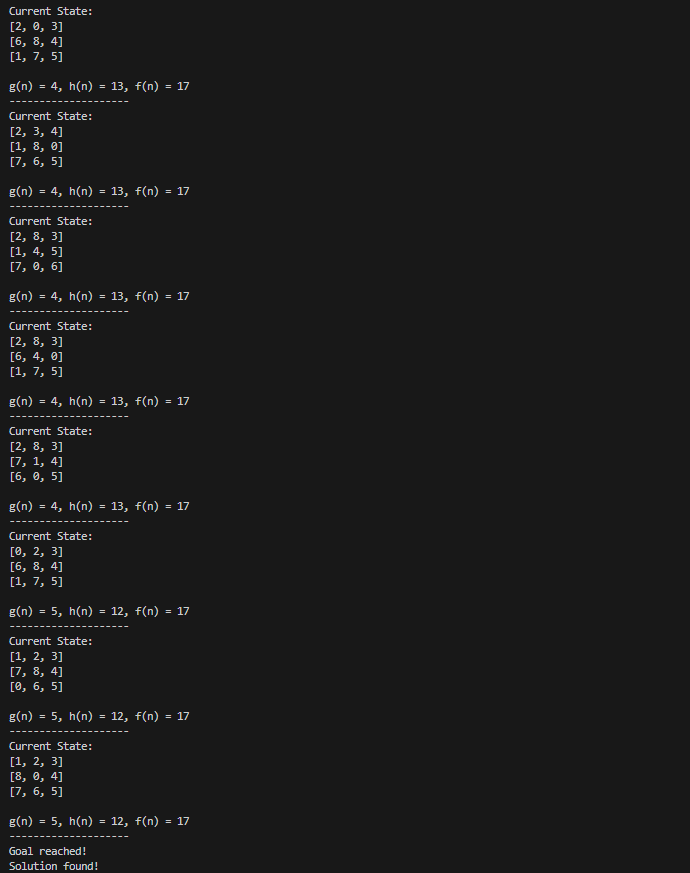 Current State:
[2, 0, 3]
[6, 8, 4]
[1, 7, 5]
g(n) = 4, h(n) = 13, f(n) = 17
--------------------
Current State:
[2, 3, 4]
[1, 8, 0]
[7, 6, 5]
g(n) = 4, h(n) = 13, f(n) = 17
--------------------
Current State:
[2, 8, 3]
[1, 4, 5]
[7, 0, 6]
g(n) = 4, h(n) = 13, f(n) = 17
--------------------
Current State:
[2, 8, 3]
[6, 4, 0]
[1, 7, 5]
g(n) = 4, h(n) = 13, f(n) = 17
--------------------
Current State:
[2, 8, 3]
[7, 1, 4]
[6, 0, 5]
g(n) = 4, h(n) = 13, f(n) = 17
--------------------
Current State:
[0, 2, 3]
[6, 8, 4]
[1, 7, 5]
g(n) = 5, h(n) = 12, f(n) = 17
--------------------
Current State:
[1, 2, 3]
[7, 8, 4]
[0, 6, 5]
g(n) = 5, h(n) = 12, f(n) = 17
--------------------
Current State:
[1, 2, 3]
[8, 0, 4]
[7, 6, 5]
g(n) = 5, h(n) = 12, f(n) = 17
--------------------
Goal reached!
Solution found!